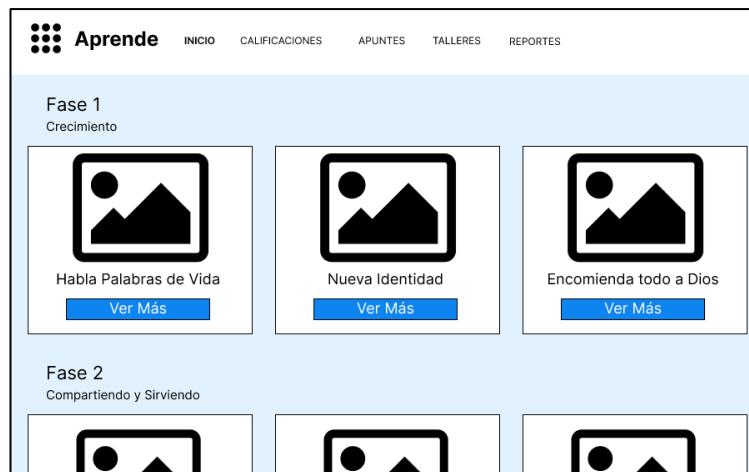 Aprende INICIO CALIFICACIONES APUNTES TALLERES REPORTES
Fase 1
Crecimiento
Habla Palabras de Vida
Ver Más
Nueva Identidad
Ver Más
Encomienda todo a Dios
Ver Más
Fase 2
Compartiendo y Sirviendo